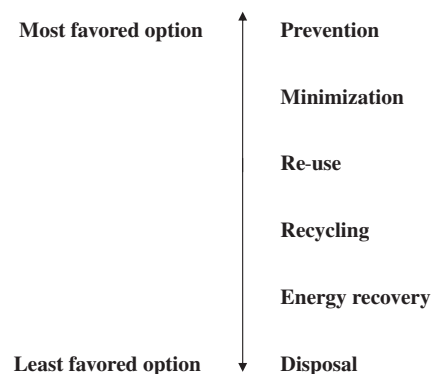 Most favored option Prevention
Minimization
Re-use
Recycling
Energy recovery
Least favored option Disposal